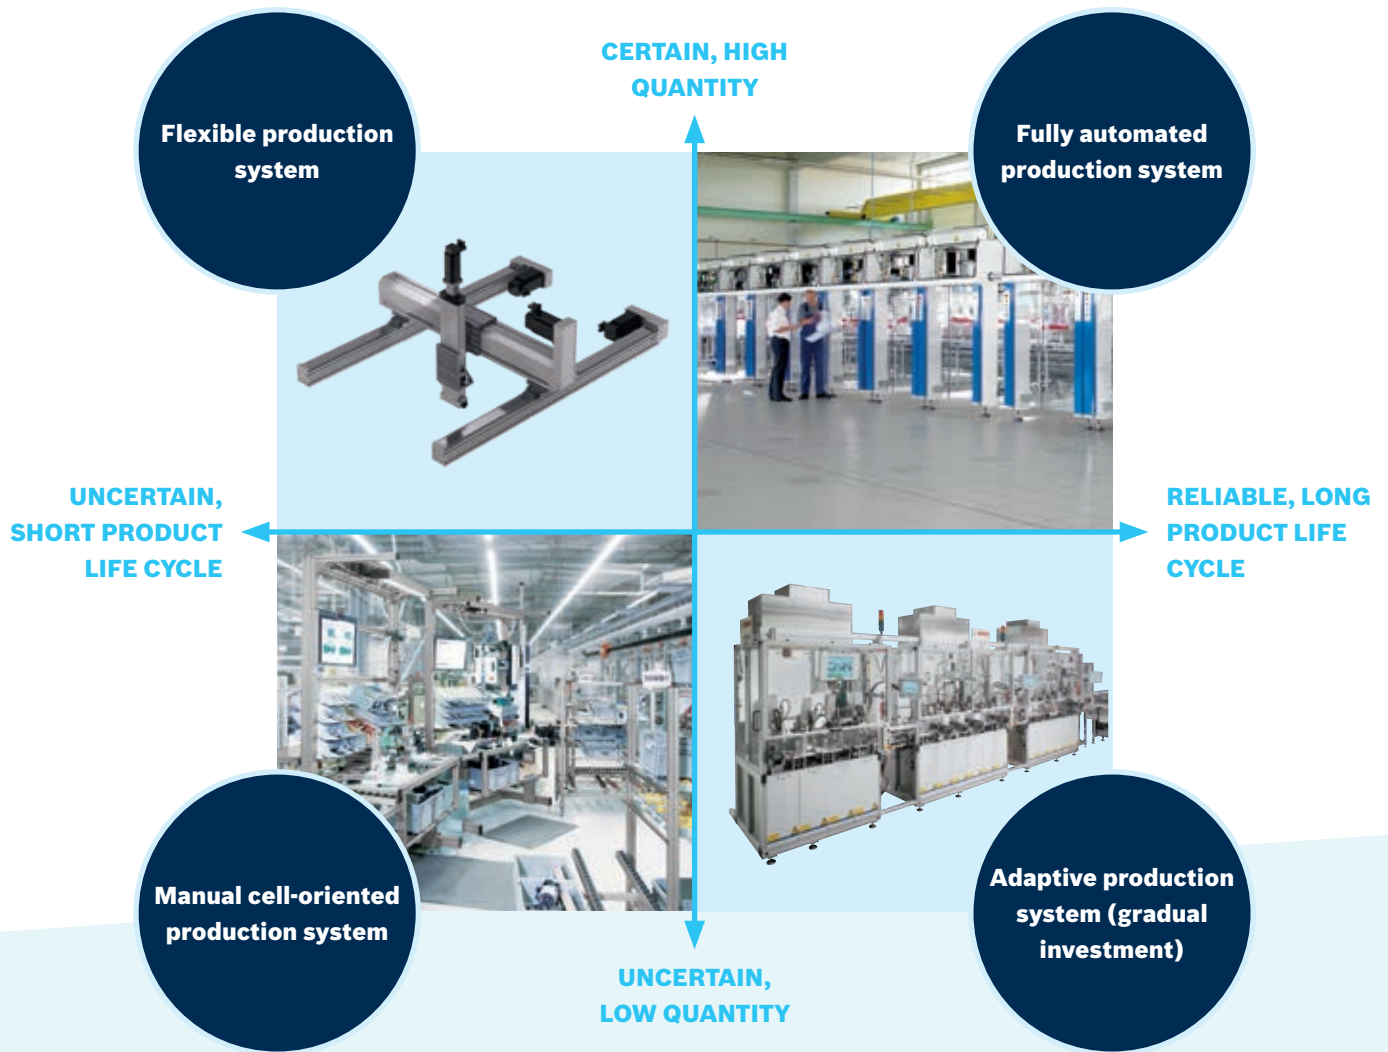 Flexible production
system
CERTAIN, HIGH
QUANTITY
Fully automated
production system
UNCERTAIN,
SHORT PRODUCT
LIFE CYCLE
RELIABLE, LONG
PRODUCT LIFE
CYCLE
Manual cell-oriented
production system
UNCERTAIN,
LOW QUANTITY
Adaptive production
system (gradual
investment)